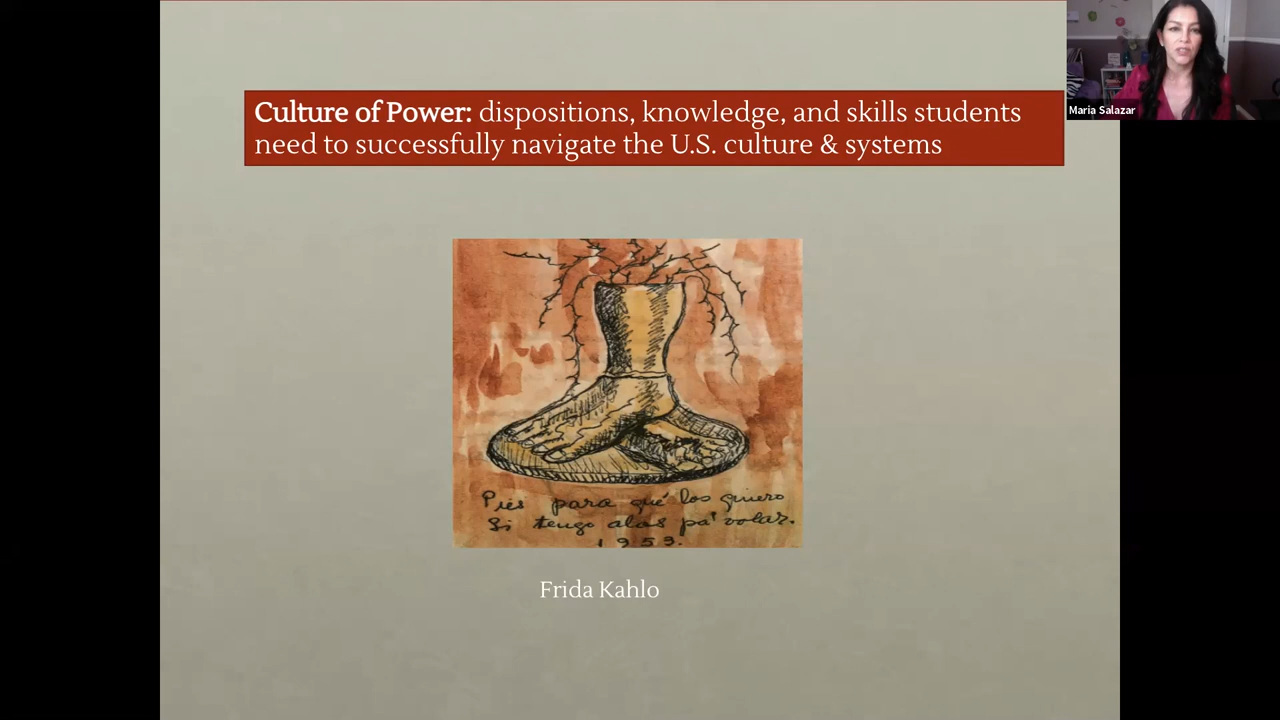 Culture of Power: dispositions, knowledge, and skills students
need to successfully navigate the U.S. culture & systems
Maria Salazar
Pies para qué los quiero
Si tengo alas pa' volar.
1953.
Frida Kahlo